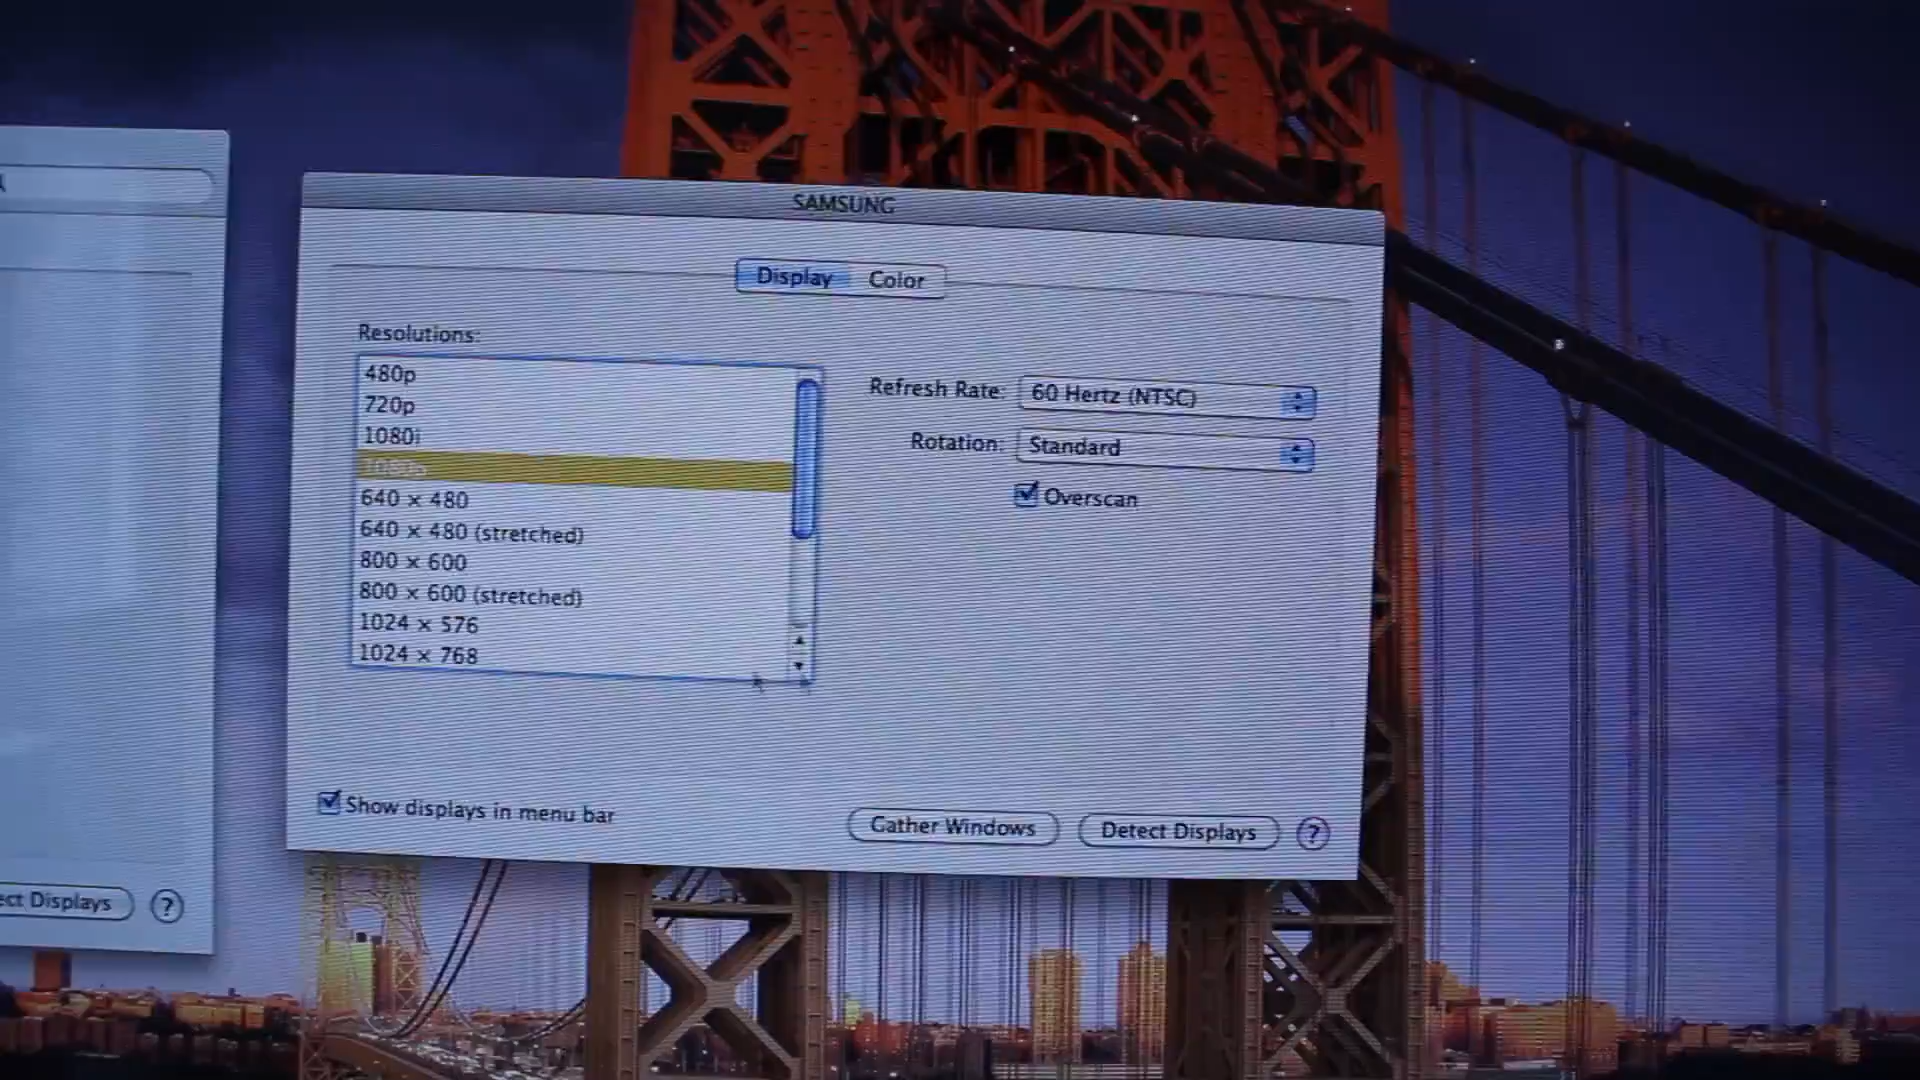 SAMSUNG
Display Color
Resolutions:
480p
720p
1080i
1080p
640 x 480
640 x 480 (stretched)
800 x 600
800 x 600 (stretched)
1024 x 576
1024 x 768
Refresh Rate: 60 Hertz (NTSC)
Rotation: Standard
Overscan
Show displays in menu bar
Gather Windows Detect Displays ?
Displays ?